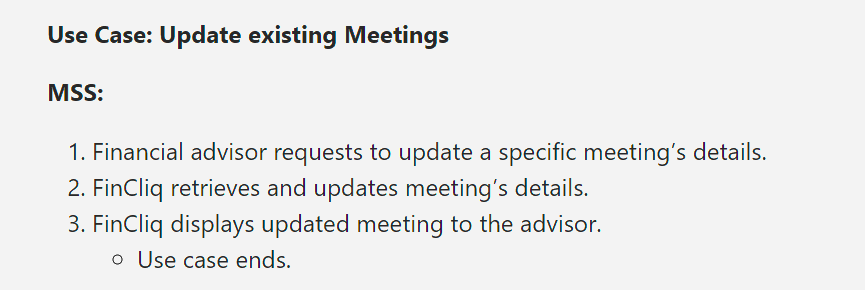 Use Case: Update existing Meetings
MSS:
1. Financial advisor requests to update a specific meeting’s details.
2. FinCliq retrieves and updates meeting’s details.
3. FinCliq displays updated meeting to the advisor.
○ Use case ends.